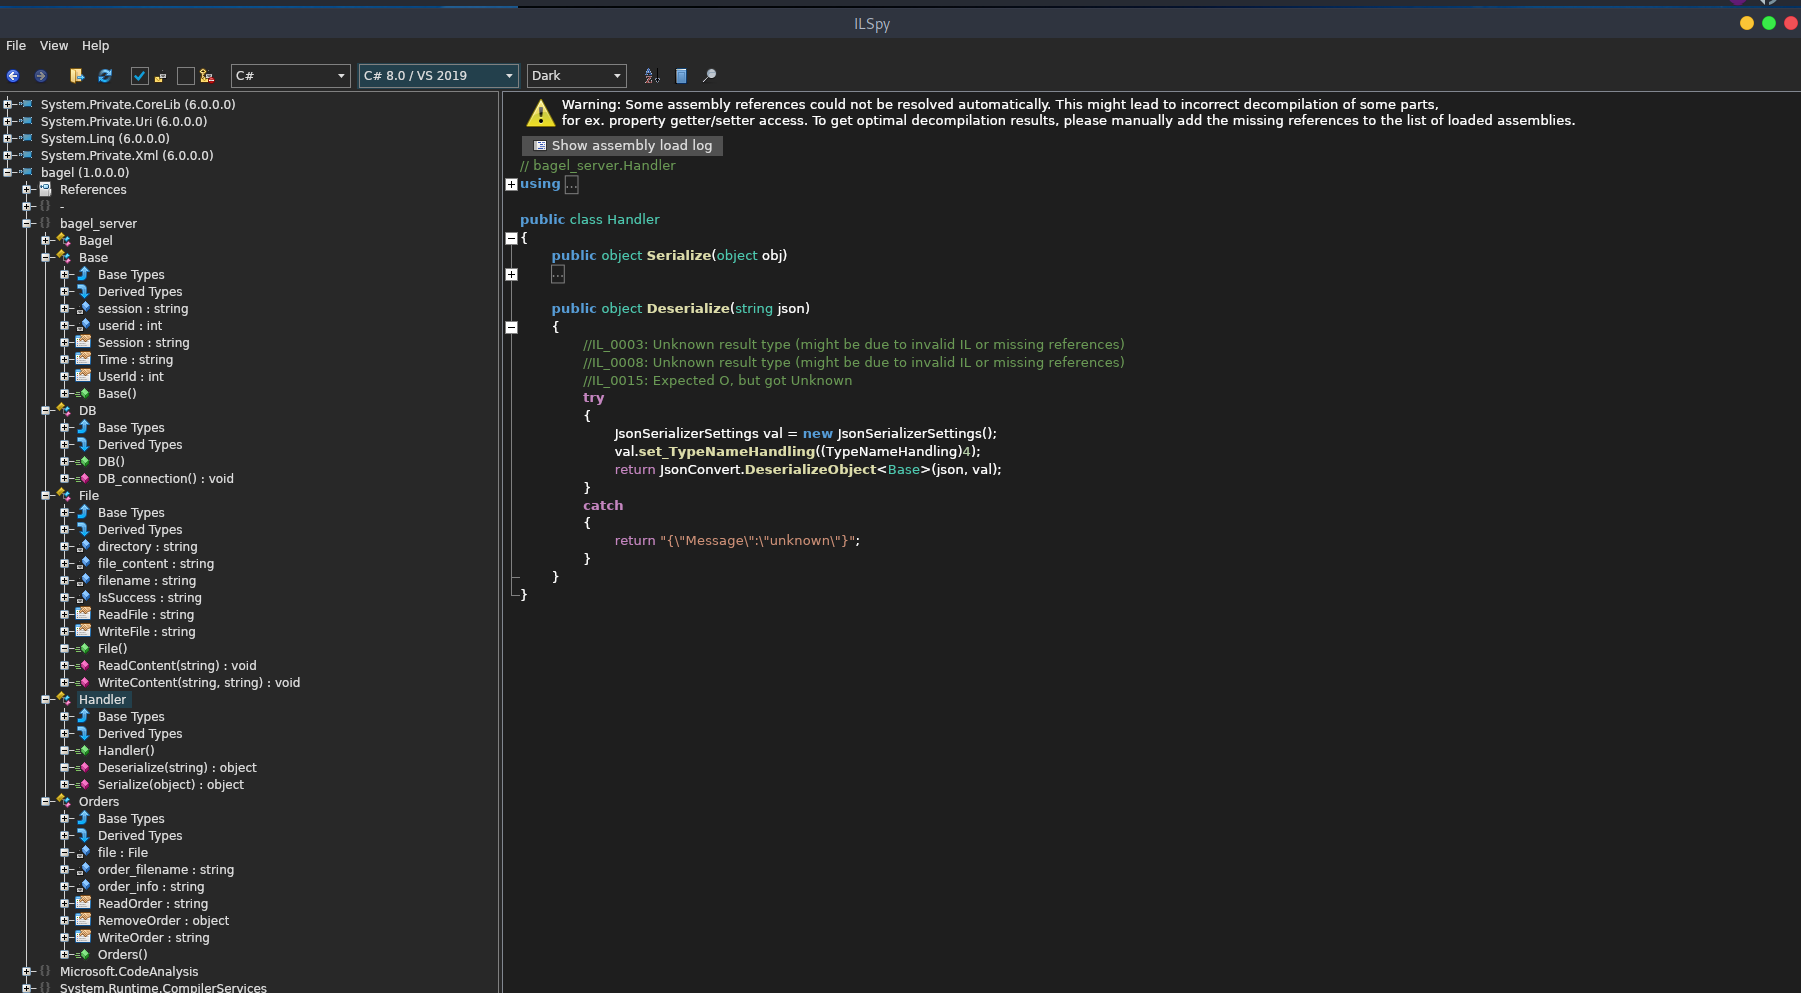 ILSpy
File View Help
C#
C# 8.0 / VS 2019
Dark
System.Private.CoreLib (6.0.0.0)
System.Private.Uri (6.0.0.0)
System.Linq (6.0.0.0)
System.Private.Xml (6.0.0.0)
bagel (1.0.0.0)
References
-
bagel_server
Bagel
Base
Base Types
Derived Types
session : string
userid : int
Session : string
Time : string
UserId : int
Base()
DB
Base Types
Derived Types
DB()
DB_connection() : void
File
Base Types
Derived Types
directory : string
file_content : string
filename : string
IsSuccess : string
ReadFile : string
WriteFile : string
File()
ReadContent(string) : void
WriteContent(string, string) : void
Handler
Base Types
Derived Types
Handler()
Deserialize(string) : object
Serialize(object) : object
Orders
Base Types
Derived Types
file : File
order_filename : string
order_info : string
ReadOrder : string
RemoveOrder : object
WriteOrder : string
Orders()
Microsoft.CodeAnalysis
System.Runtime.CompilerServices
Warning: Some assembly references could not be resolved automatically. This might lead to incorrect decompilation of some parts,
for ex. property getter/setter access. To get optimal decompilation results, please manually add the missing references to the list of loaded assemblies.
Show assembly load log
// bagel_server.Handler
using ...
public class Handler
{
public object Serialize(object obj)
...
public object Deserialize(string json)
{
//IL_0003: Unknown result type (might be due to invalid IL or missing references)
//IL_0008: Unknown result type (might be due to invalid IL or missing references)
//IL_0015: Expected O, but got Unknown
try
{
JsonSerializerSettings val = new JsonSerializerSettings();
val.set_TypeNameHandling((TypeNameHandling)4);
return JsonConvert.DeserializeObject<Base>(json, val);
}
catch
{
return "{\"Message\":\"unknown\"}";
}
}
}